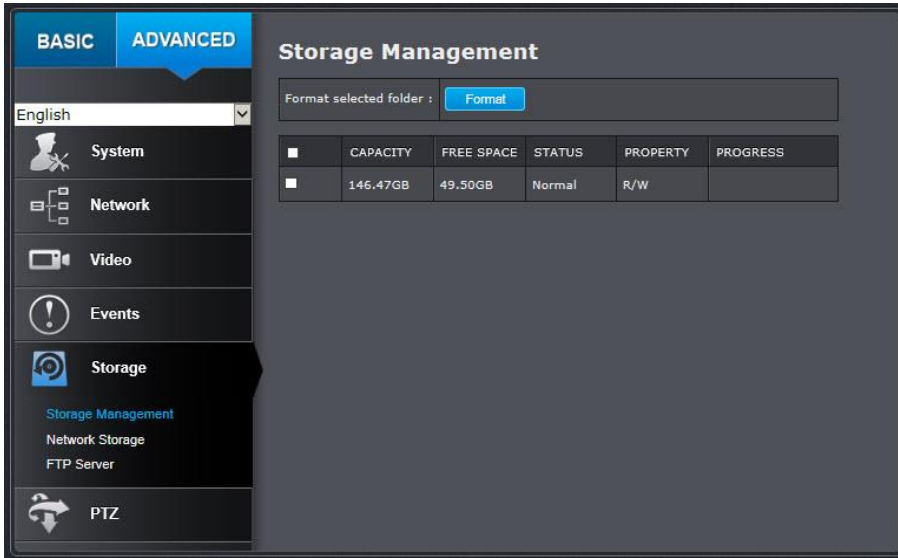 BASIC ADVANCED
English
System
Network
Video
Events
Storage
Storage Management
Network Storage
FTP Server
PTZ
Storage Management
Format selected folder : Format
CAPACITY FREE SPACE STATUS PROPERTY PROGRESS
146.47GB 49.50GB Normal R/W